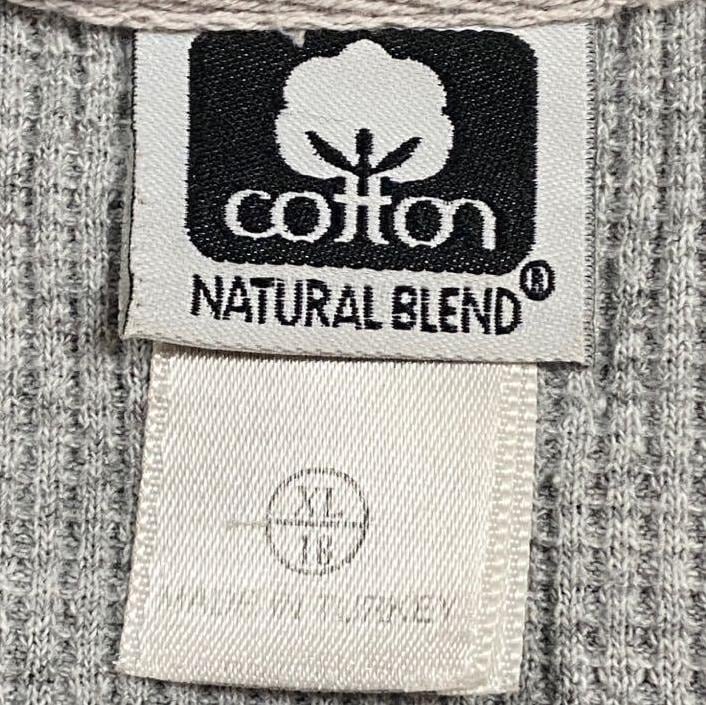 cotton
NATURAL BLEND®
XL
18
MADE IN TURKEY